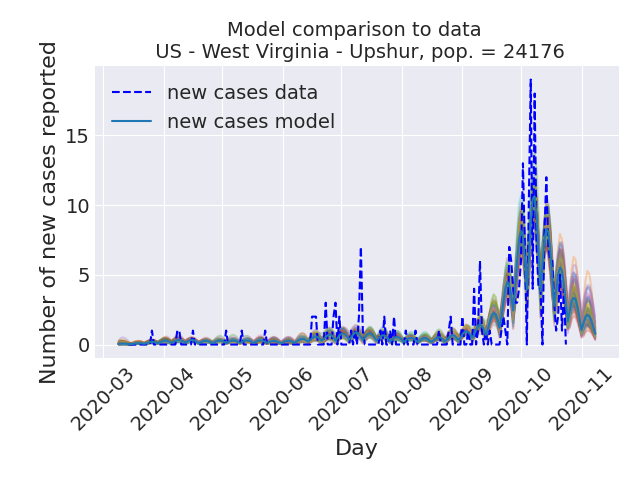 Model comparison to data
US - West Virginia - Upshur, pop. = 24176
new cases data
new cases model
Number of new cases reported
15
10
5
0
2020-03
2020-04
2020-05
2020-06
2020-07
2020-08
2020-09
2020-10
2020-11
Day